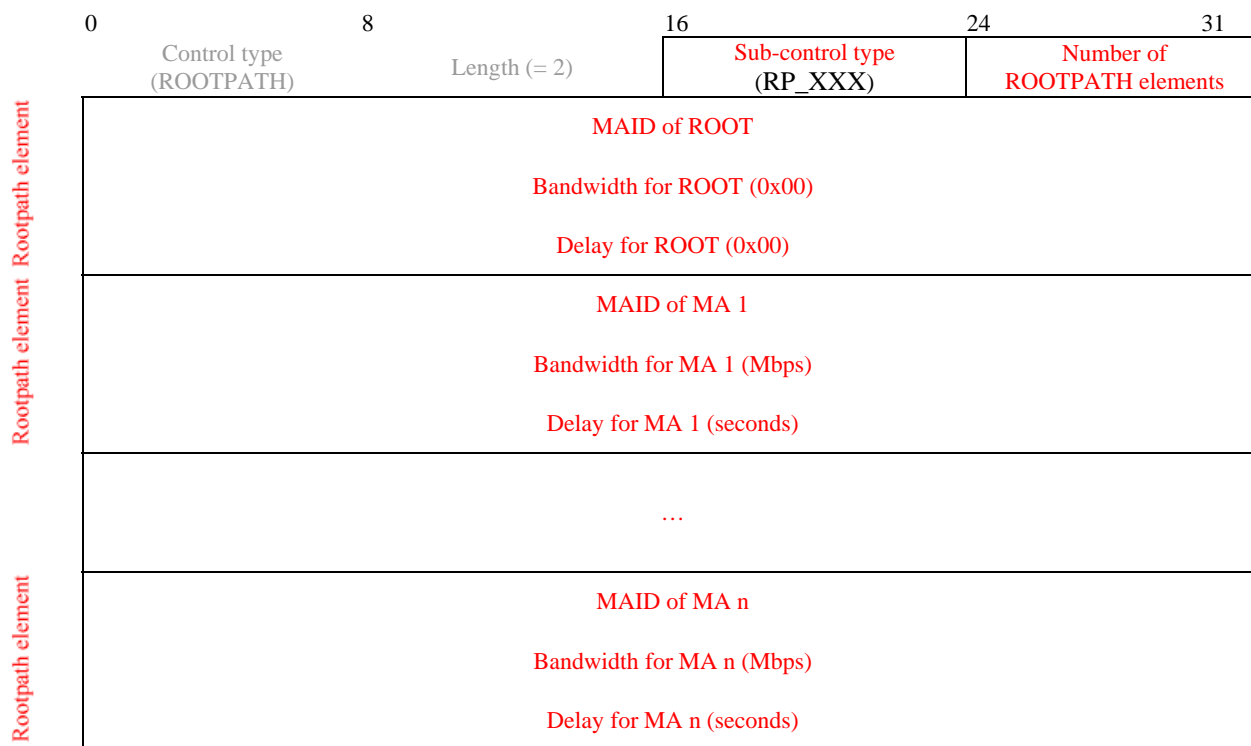 0 8 16 24 31
Control type
(ROOTPATH)
Length (= 2)
Sub-control type
(RP_XXX)
Number of
ROOTPATH elements
Rootpath element
MAID of ROOT
Bandwidth for ROOT (0x00)
Delay for ROOT (0x00)
Rootpath element
MAID of MA 1
Bandwidth for MA 1 (Mbps)
Delay for MA 1 (seconds)
…
Rootpath element
MAID of MA n
Bandwidth for MA n (Mbps)
Delay for MA n (seconds)